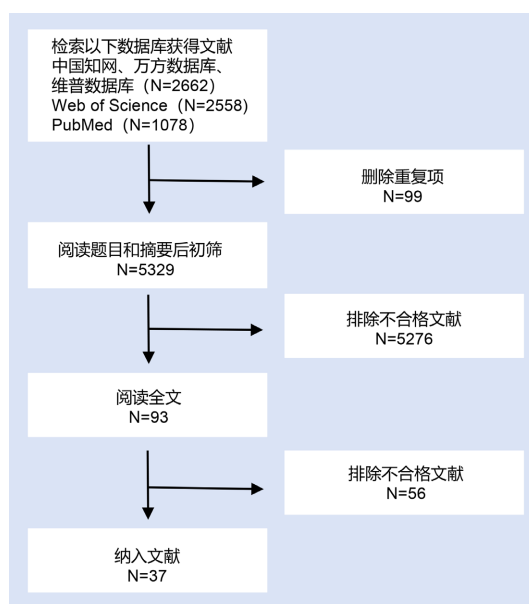 检索以下数据库获得文献
中国知网、万方数据库、
维普数据库（N=2662）
Web of Science（N=2558）
PubMed（N=1078）
删除重复项
N=99
阅读题目和摘要后初筛
N=5329
排除不合格文献
N=5276
阅读全文
N=93
排除不合格文献
N=56
纳入文献
N=37